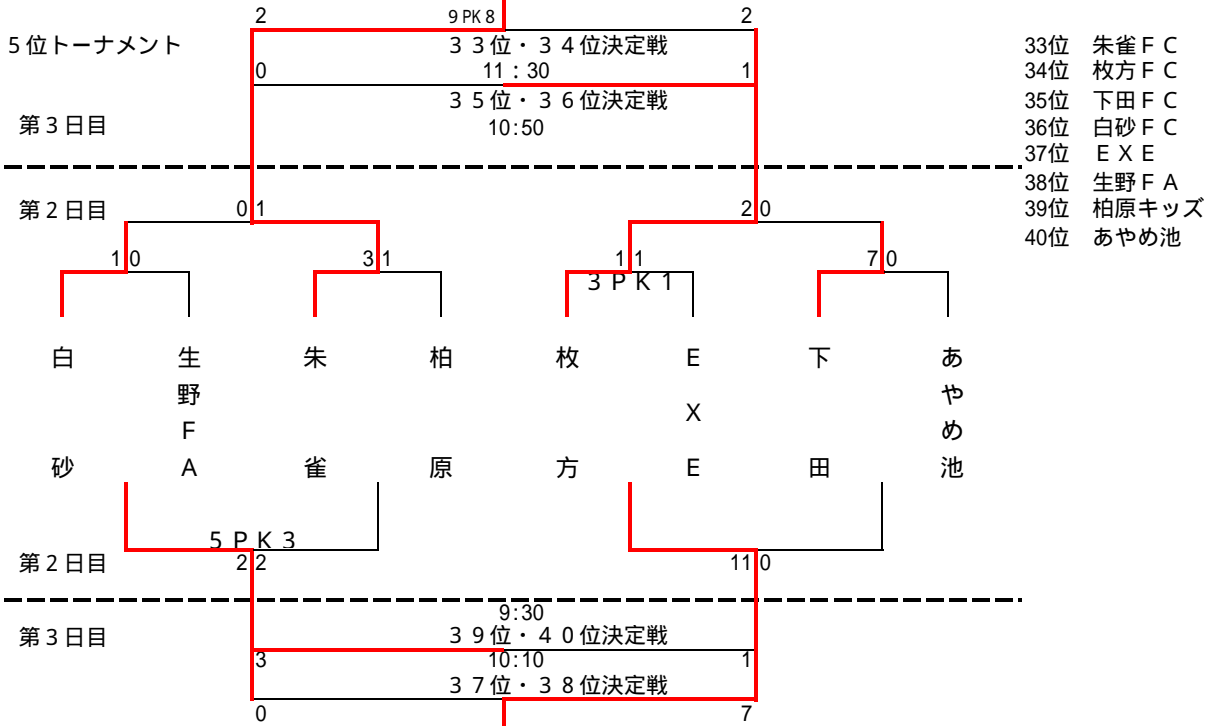 2 9 PK 8 2
5位トーナメント
３３位・３４位決定戦
0 11：30 1
３５位・３６位決定戦
第３日目
10:50
33位 朱雀ＦＣ
34位 枚方ＦＣ
35位 下田ＦＣ
36位 白砂ＦＣ
37位 ＥＸＥ
38位 生野ＦＡ
39位 柏原キッズ
40位 あやめ池
第２日目
0 1 2 0
1 0 3 1 1 1 7 0
３ＰＫ１
白砂
生野FA
朱雀
柏原
枚方
EXE
下田
あやめ池
５ＰＫ３
第２日目
2 2 11 0
9:30
第３日目
３９位・４０位決定戦
3 10:10 1
３７位・３８位決定戦
0 7